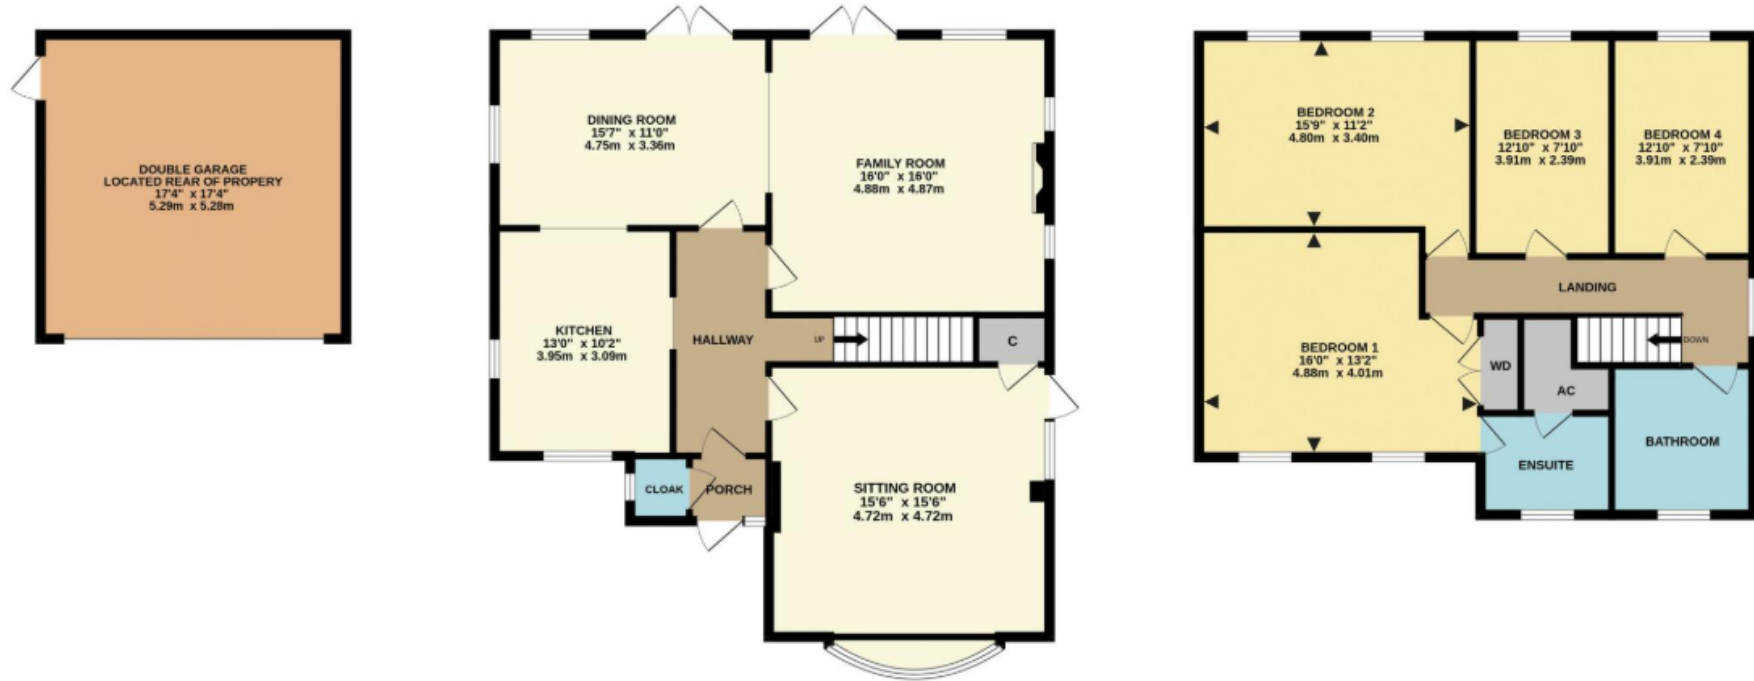 DOUBLE GARAGE
LOCATED REAR OF PROPERY
17'4" x 17'4"
5.29m x 5.28m
DINING ROOM
15'7" x 11'0"
4.75m x 3.36m
FAMILY ROOM
16'0" x 16'0"
4.88m x 4.87m
KITCHEN
13'0" x 10'2"
3.95m x 3.09m
HALLWAY
UP
C
CLOAK
PORCH
SITTING ROOM
15'6" x 15'6"
4.72m x 4.72m
BEDROOM 2
15'9" x 11'2"
4.80m x 3.40m
BEDROOM 3
12'10" x 7'10"
3.91m x 2.39m
BEDROOM 4
12'10" x 7'10"
3.91m x 2.39m
LANDING
BEDROOM 1
16'0" x 13'2"
4.88m x 4.01m
WD
AC
DOWN
ENSUITE
BATHROOM